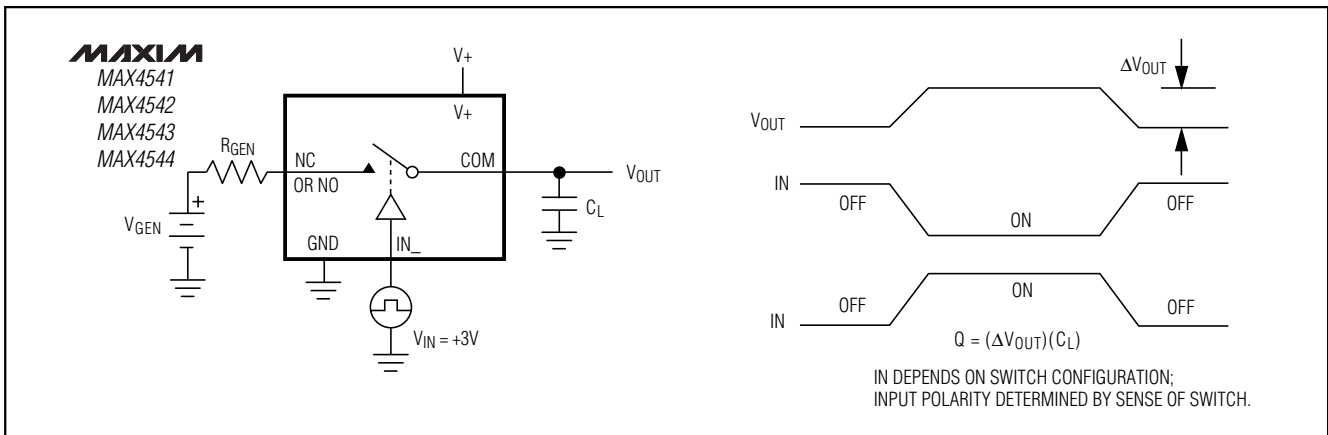 MAXIM
MAX4541
MAX4542
MAX4543
MAX4544
V+
V+
RGEN
NC
OR NO
COM
VOUT
CL
+
VGEN
GND
IN_
VIN = +3V
ΔVOUT
VOUT
IN
OFF
ON
OFF
IN
OFF
ON
OFF
Q = (ΔVOUT)(CL)
IN DEPENDS ON SWITCH CONFIGURATION;
INPUT POLARITY DETERMINED BY SENSE OF SWITCH.